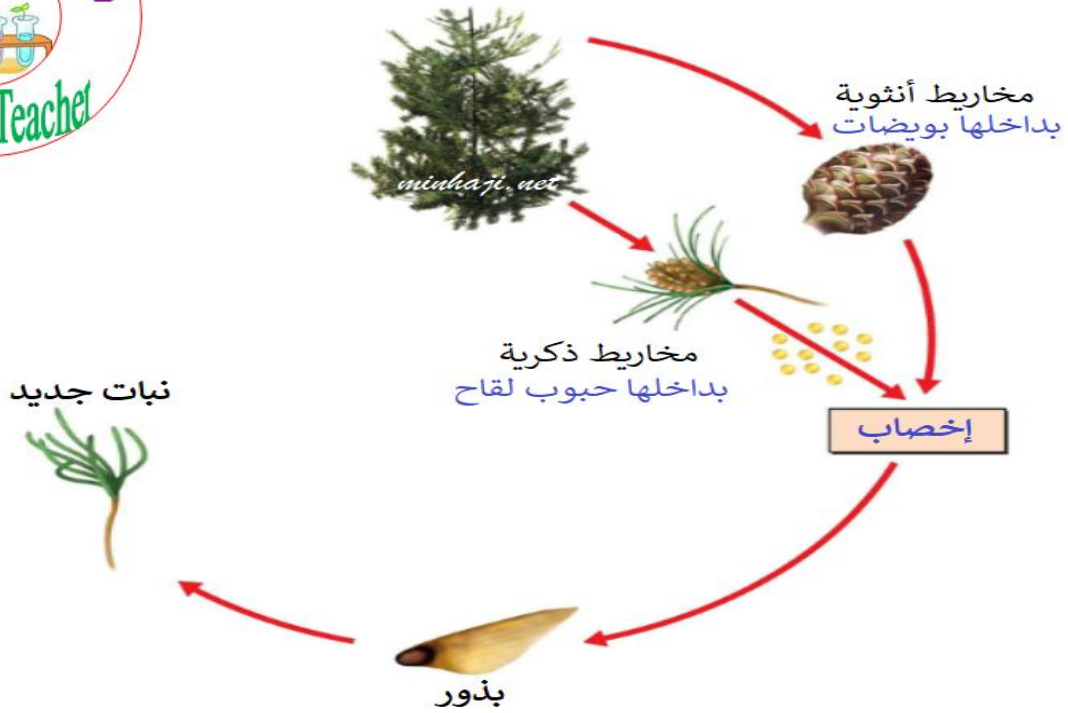 Teacher
minhaji.net
مخاريط أنثوية
بداخلها بويضات
مخاريط ذكرية
بداخلها حبوب لقاح
إخصاب
نبات جديد
بذور